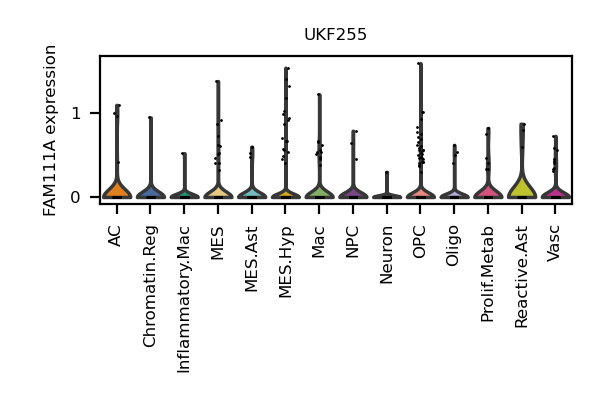 UKF255
FAM111A expression
1
0
AC
Chromatin.Reg
Inflammatory.Mac
MES
MES.Ast
MES.Hyp
Mac
NPC
Neuron
OPC
Oligo
Prolif.Metab
Reactive.Ast
Vasc